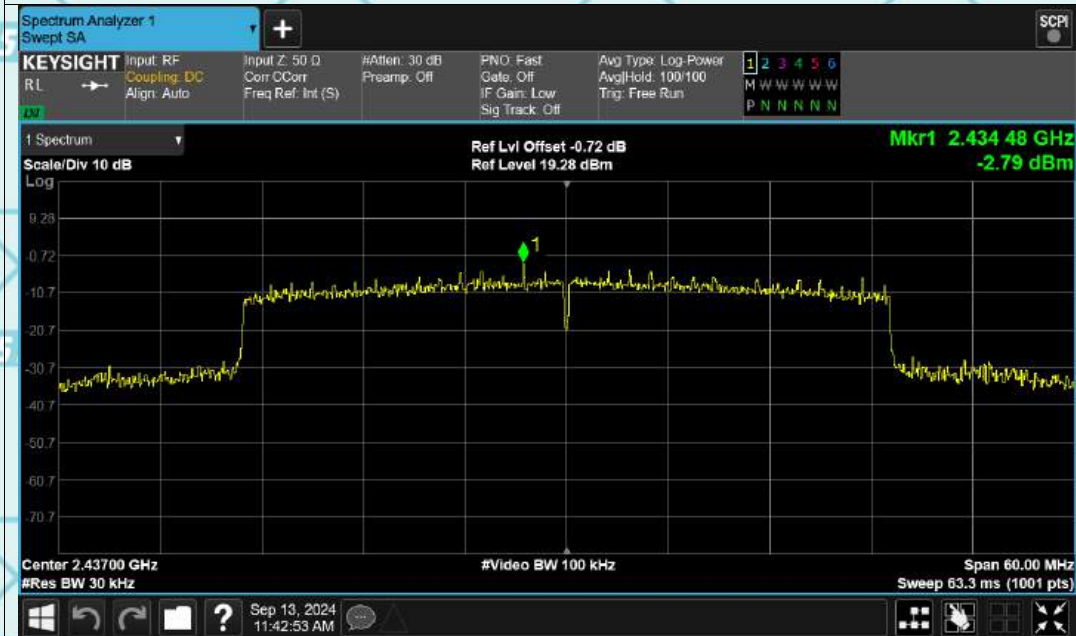 Spectrum Analyzer 1
Swept SA
+
SCPI
KEYSIGHT
RL
LXI
Input: RF
Coupling: DC
Align: Auto
Input Z: 50 Ω
Corr CCorr
Freq Ref: Int (S)
#Atten: 30 dB
Preamp: Off
PNO: Fast
Gate: Off
IF Gain: Low
Sig Track: Off
Avg Type: Log-Power
Avg|Hold: 100/100
Trig: Free Run
1 2 3 4 5 6
M W W W W W
P N N N N N
1 Spectrum
Scale/Div 10 dB
Log
Ref Lvl Offset -0.72 dB
Ref Level 19.28 dBm
Mkr1 2.434 48 GHz
-2.79 dBm
9.28
-0.72
1
-10.7
-20.7
-30.7
-40.7
-50.7
-60.7
-70.7
Center 2.43700 GHz
#Res BW 30 kHz
#Video BW 100 kHz
Span 60.00 MHz
Sweep 63.3 ms (1001 pts)
?
Sep 13, 2024
11:42:53 AM